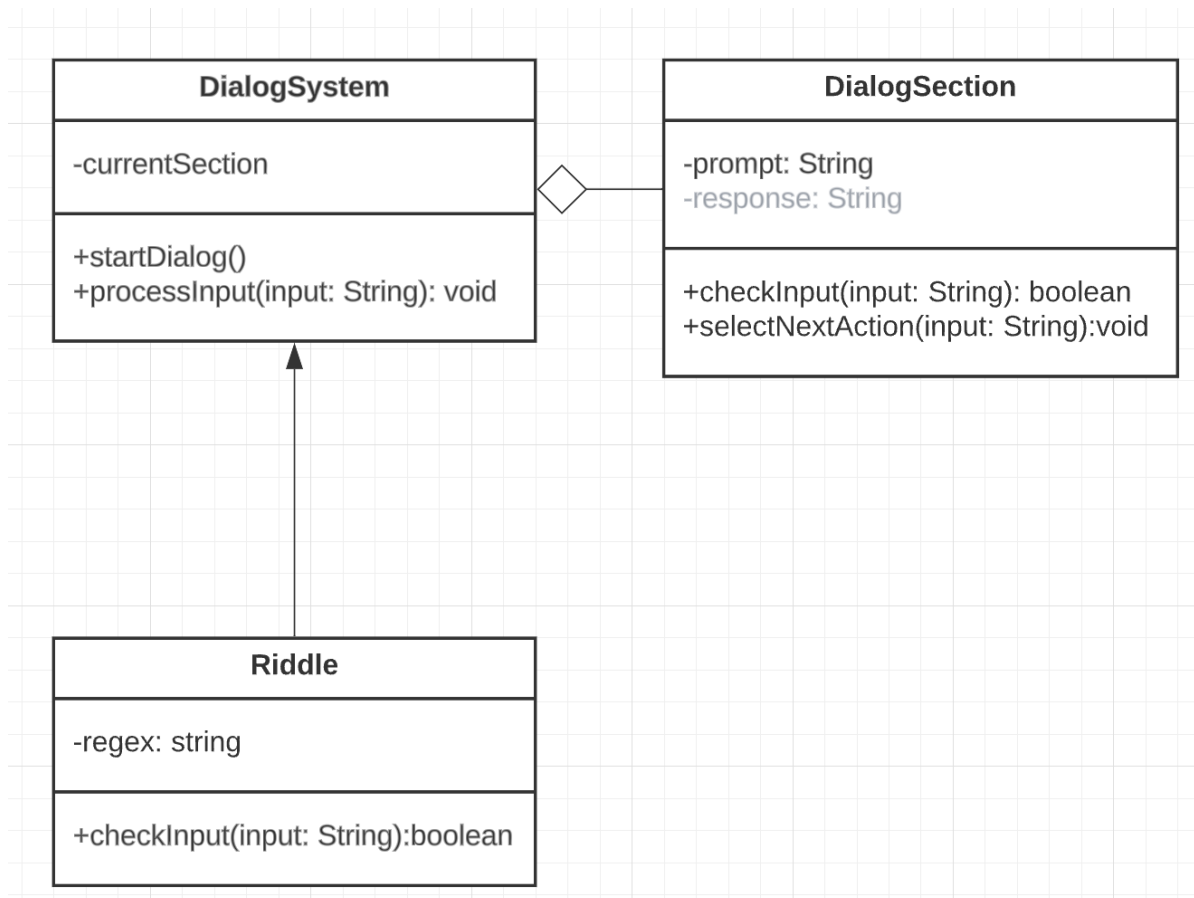 DialogSystem
-currentSection
+startDialog()
+processInput(input: String): void
DialogSection
-prompt: String
-response: String
+checkInput(input: String): boolean
+selectNextAction(input: String):void
Riddle
-regex: string
+checkInput(input: String):boolean